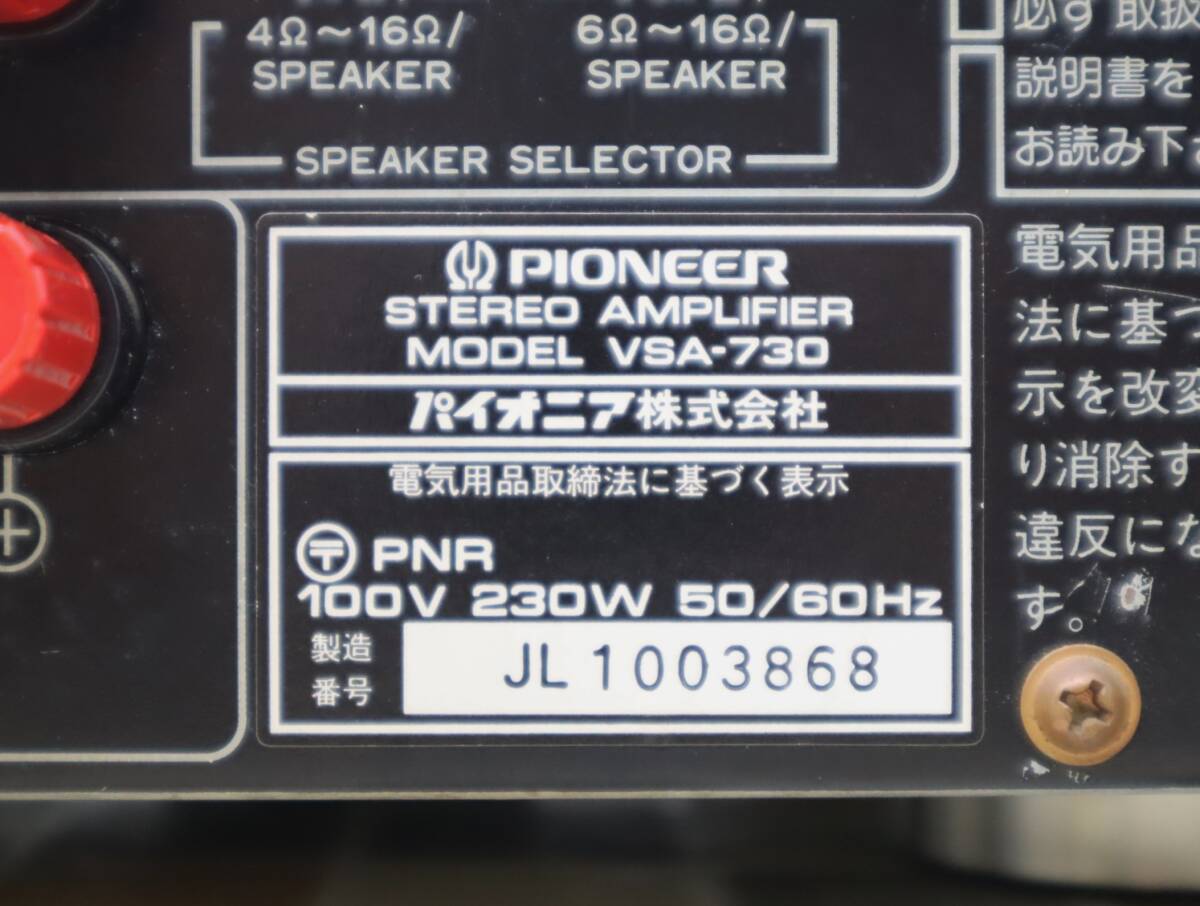 4Ω~16Ω/
SPEAKER
6Ω~16Ω/
SPEAKER
SPEAKER SELECTOR
必ず取扱
説明書を
お読み下さ
PIONEER
STEREO AMPLIFIER
MODEL VSA-730
パイオニア株式会社
電気用品取締法に基づく表示
〒 PNR
100V 230W 50/60Hz
製造
番号
JL1003868
電気用品
法に基づ
示を改変
り消除す
違反にな
す。